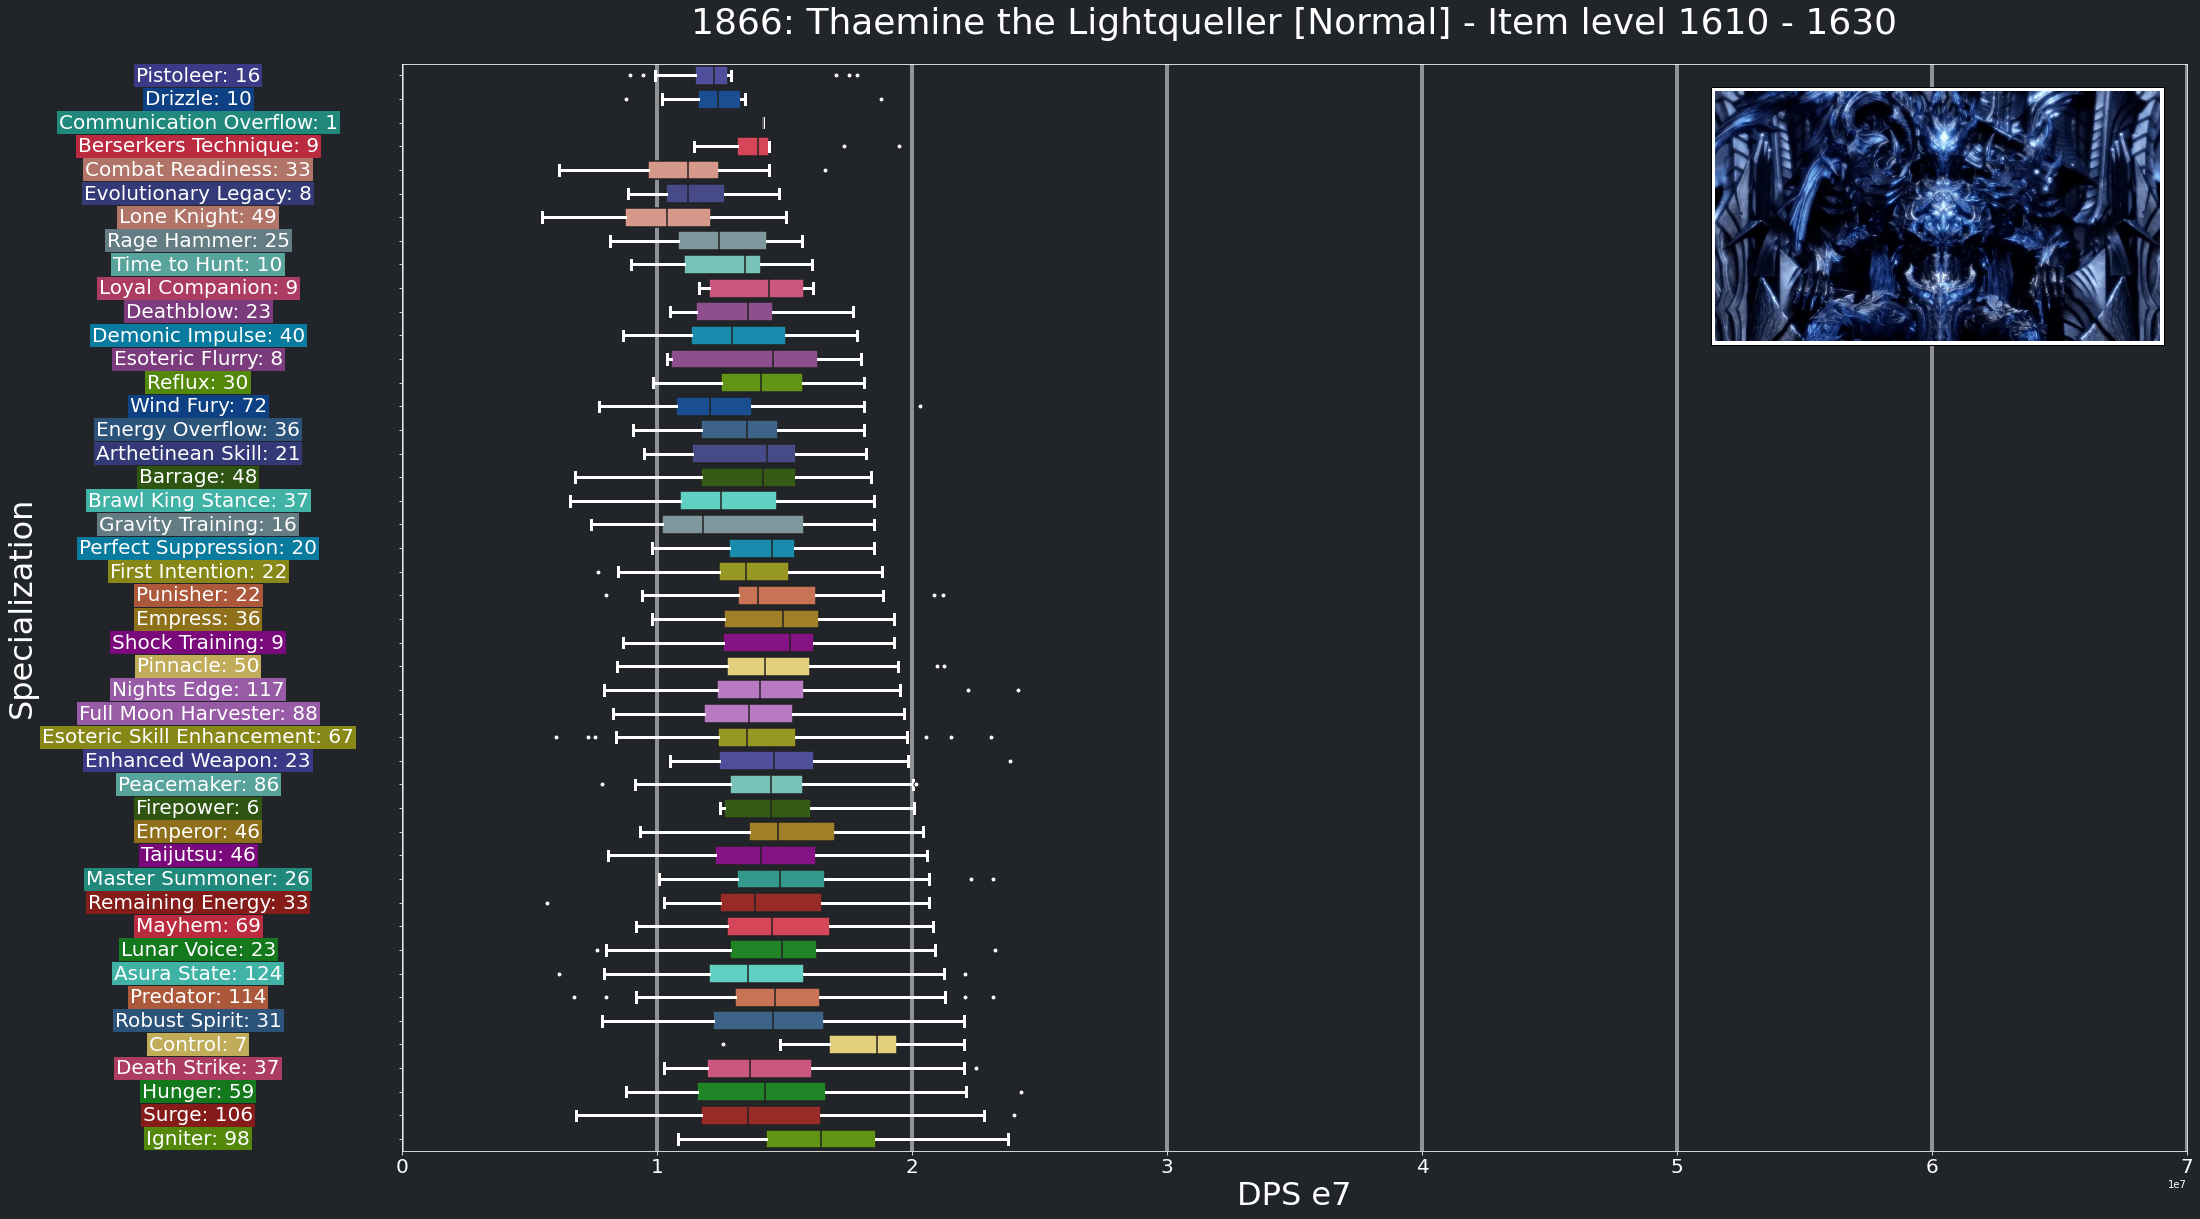 1866: Thaemine the Lightqueller [Normal] - Item level 1610 - 1630
Specialization
Pistoleer: 16
Drizzle: 10
Communication Overflow: 1
Berserkers Technique: 9
Combat Readiness: 33
Evolutionary Legacy: 8
Lone Knight: 49
Rage Hammer: 25
Time to Hunt: 10
Loyal Companion: 9
Deathblow: 23
Demonic Impulse: 40
Esoteric Flurry: 8
Reflux: 30
Wind Fury: 72
Energy Overflow: 36
Arthetinean Skill: 21
Barrage: 48
Brawl King Stance: 37
Gravity Training: 16
Perfect Suppression: 20
First Intention: 22
Punisher: 22
Empress: 36
Shock Training: 9
Pinnacle: 50
Nights Edge: 117
Full Moon Harvester: 88
Esoteric Skill Enhancement: 67
Enhanced Weapon: 23
Peacemaker: 86
Firepower: 6
Emperor: 46
Taijutsu: 46
Master Summoner: 26
Remaining Energy: 33
Mayhem: 69
Lunar Voice: 23
Asura State: 124
Predator: 114
Robust Spirit: 31
Control: 7
Death Strike: 37
Hunger: 59
Surge: 106
Igniter: 98
0 1 2 3 4 5 6 7
1e7
DPS e7